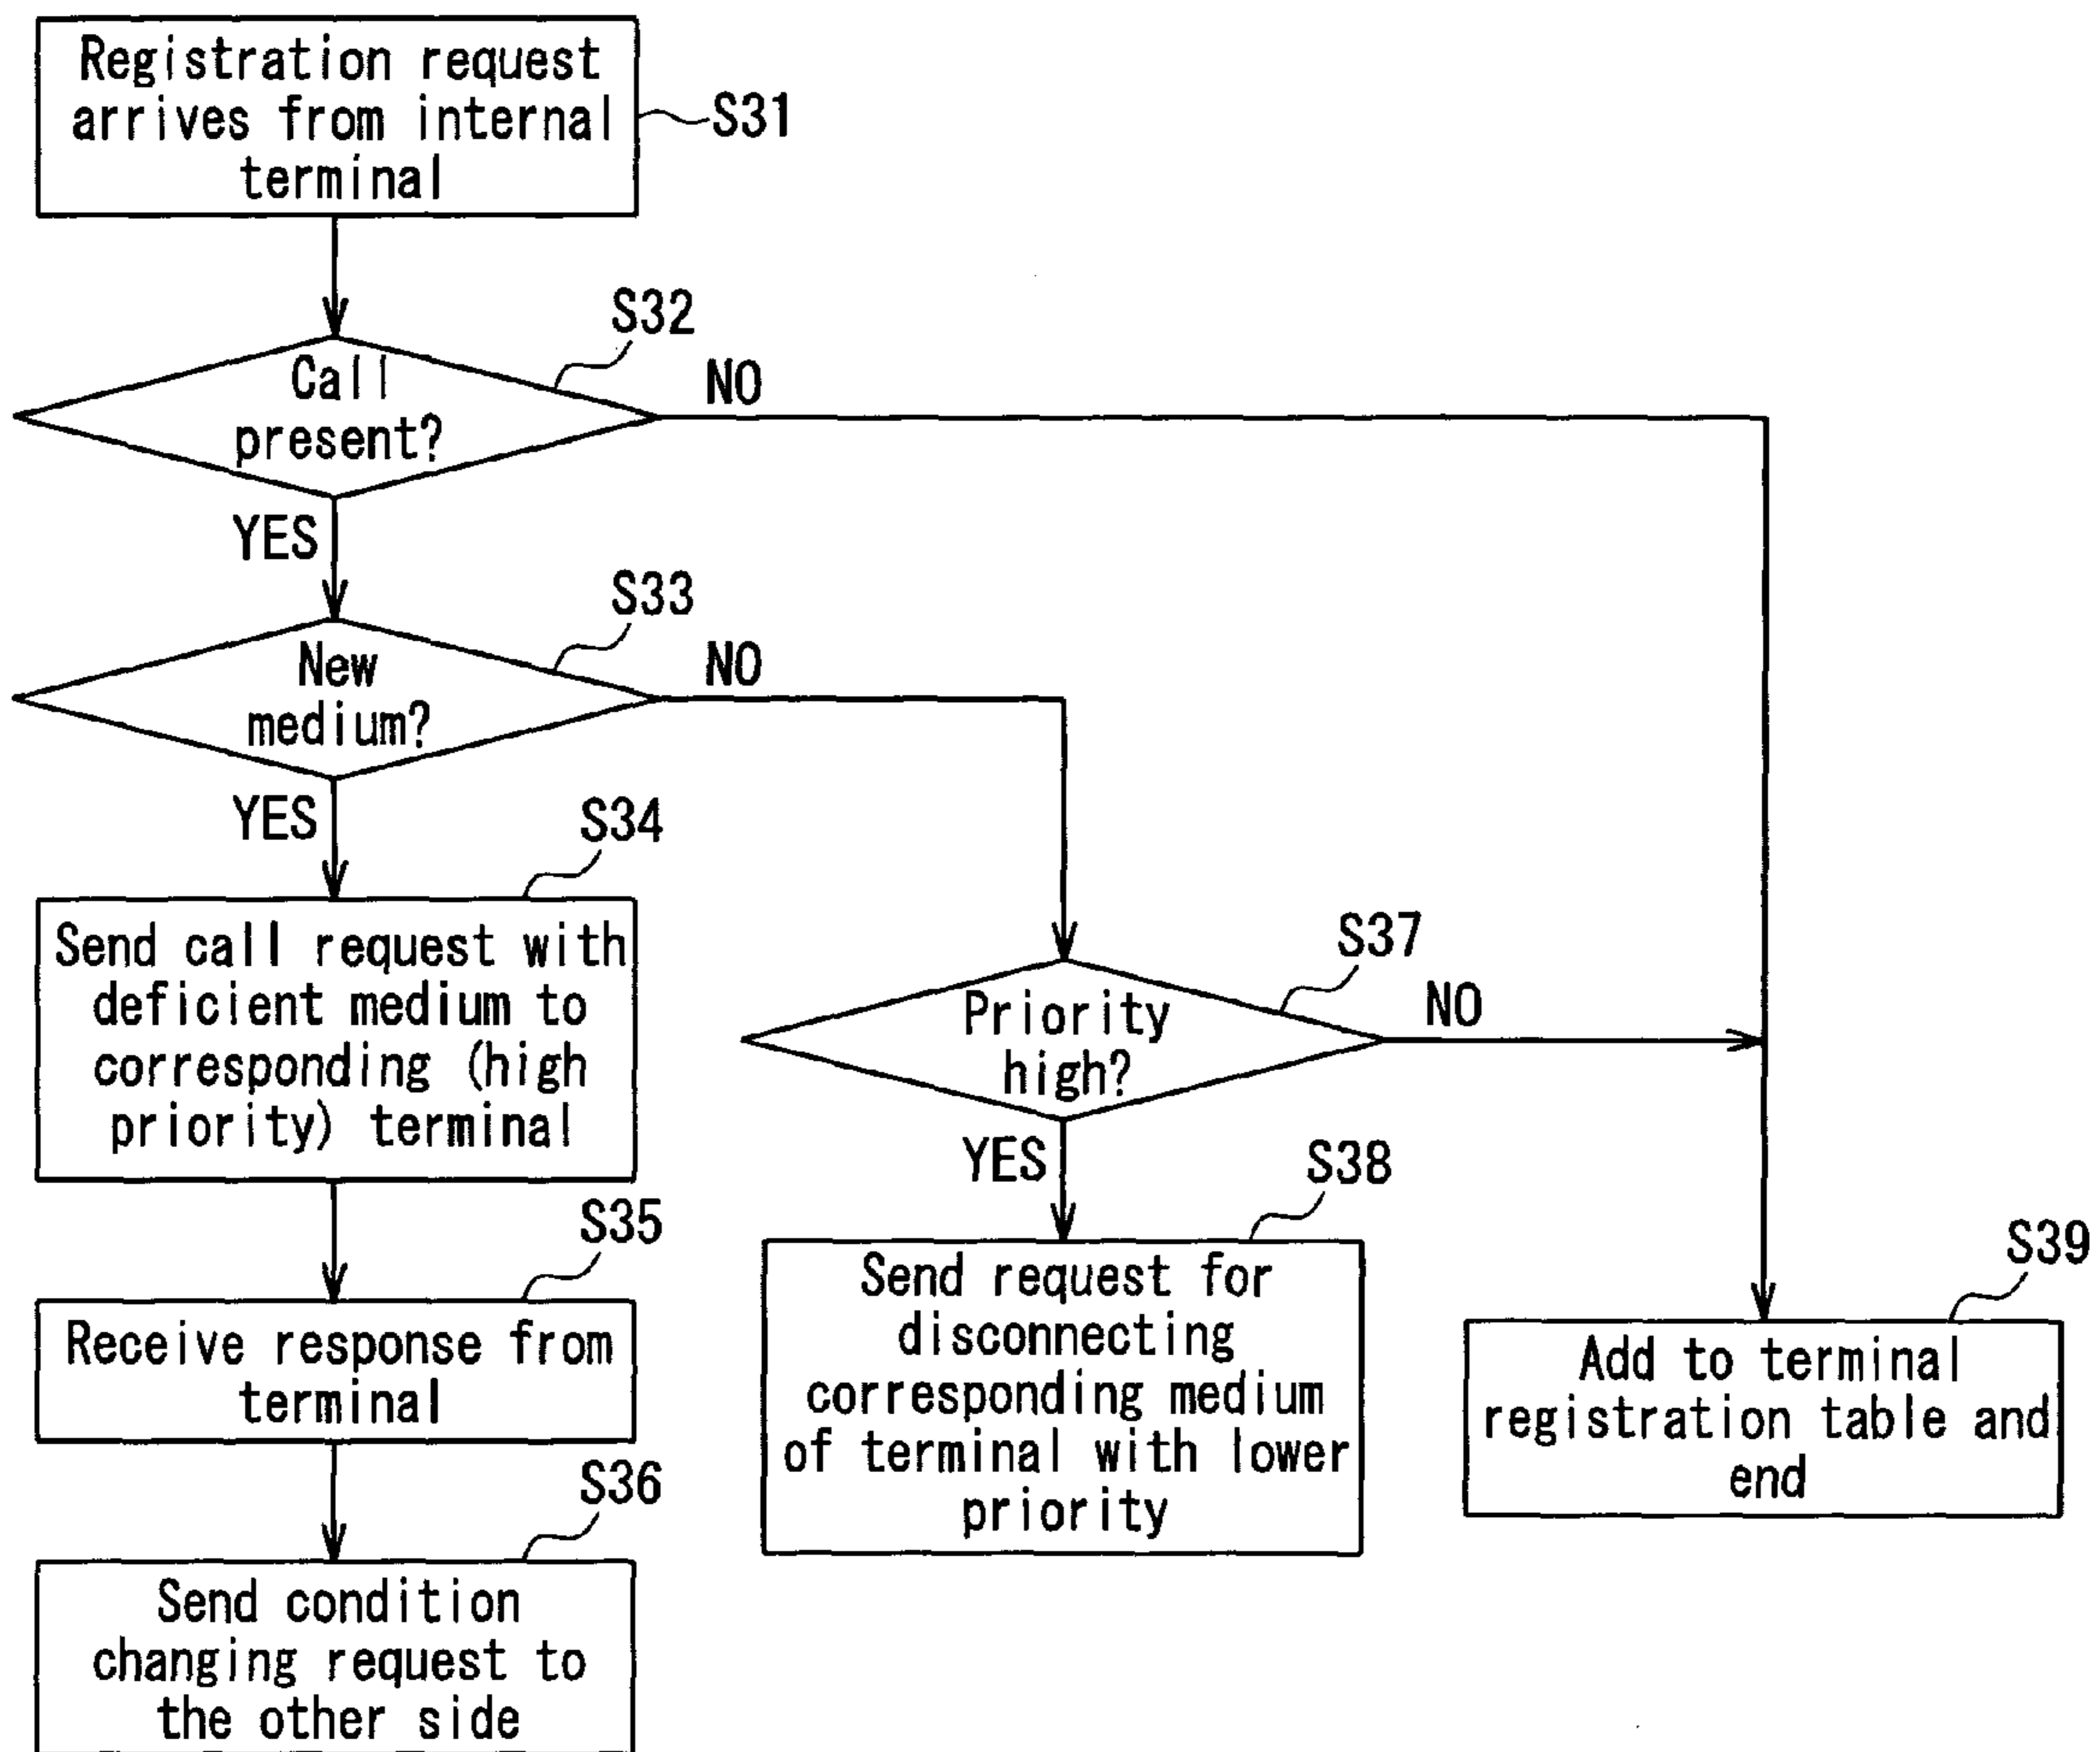 Registration request
arrives from internal
terminal
S31
S32
Call
present?
NO
YES
S33
New
medium?
NO
YES
S34
Send call request with
deficient medium to
corresponding (high
priority) terminal
S35
Receive response from
terminal
S36
Send condition
changing request to
the other side
S37
Priority
high?
NO
YES
S38
Send request for
disconnecting
corresponding medium
of terminal with lower
priority
S39
Add to terminal
registration table and
end